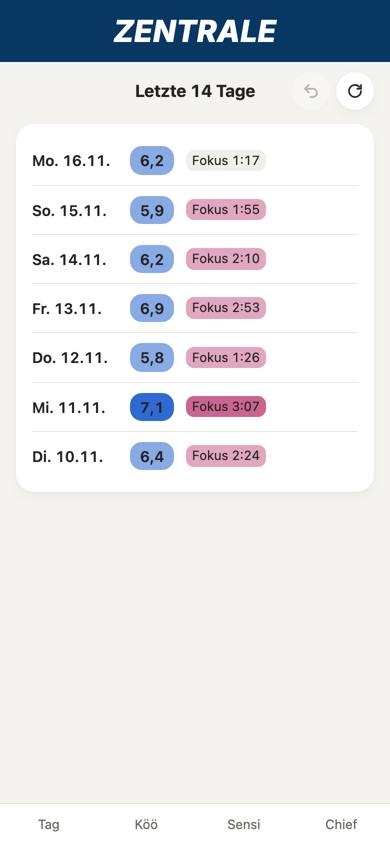 ZENTRALE
Letzte 14 Tage
Mo. 16.11. 6,2 Fokus 1:17
So. 15.11. 5,9 Fokus 1:55
Sa. 14.11. 6,2 Fokus 2:10
Fr. 13.11. 6,9 Fokus 2:53
Do. 12.11. 5,8 Fokus 1:26
Mi. 11.11. 7,1 Fokus 3:07
Di. 10.11. 6,4 Fokus 2:24
Tag Köö Sensi Chief